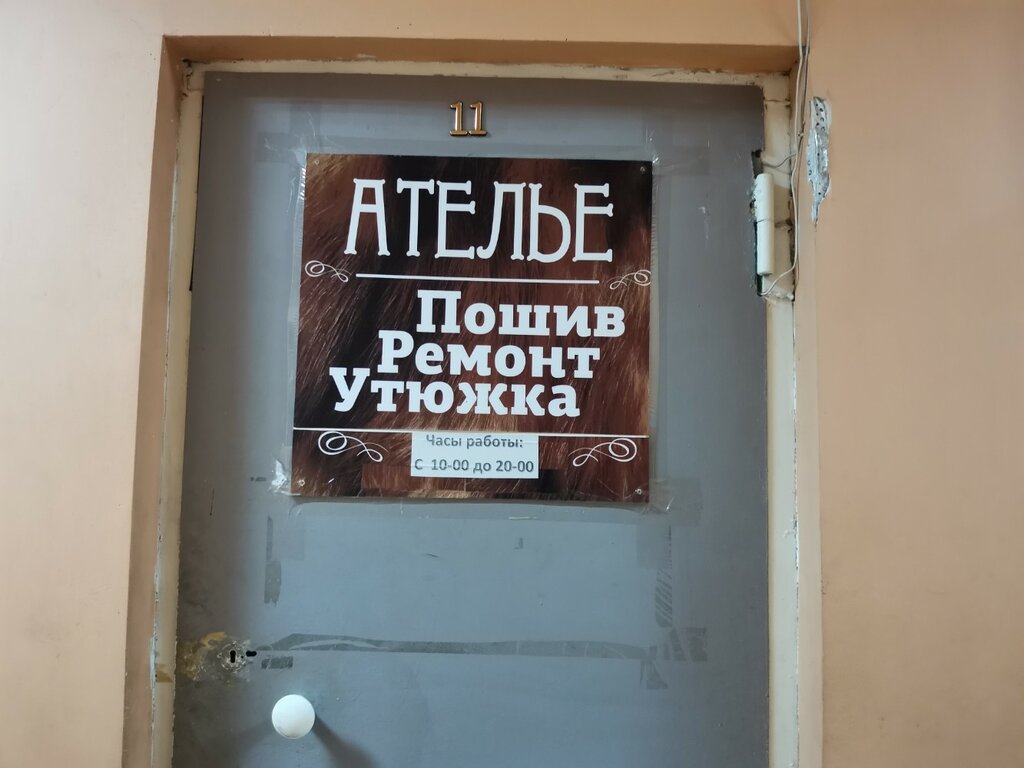 11
АТЕЛЬЕ
Пошив
Ремонт
Утюжка
Часы работы:
С 10-00 до 20-00